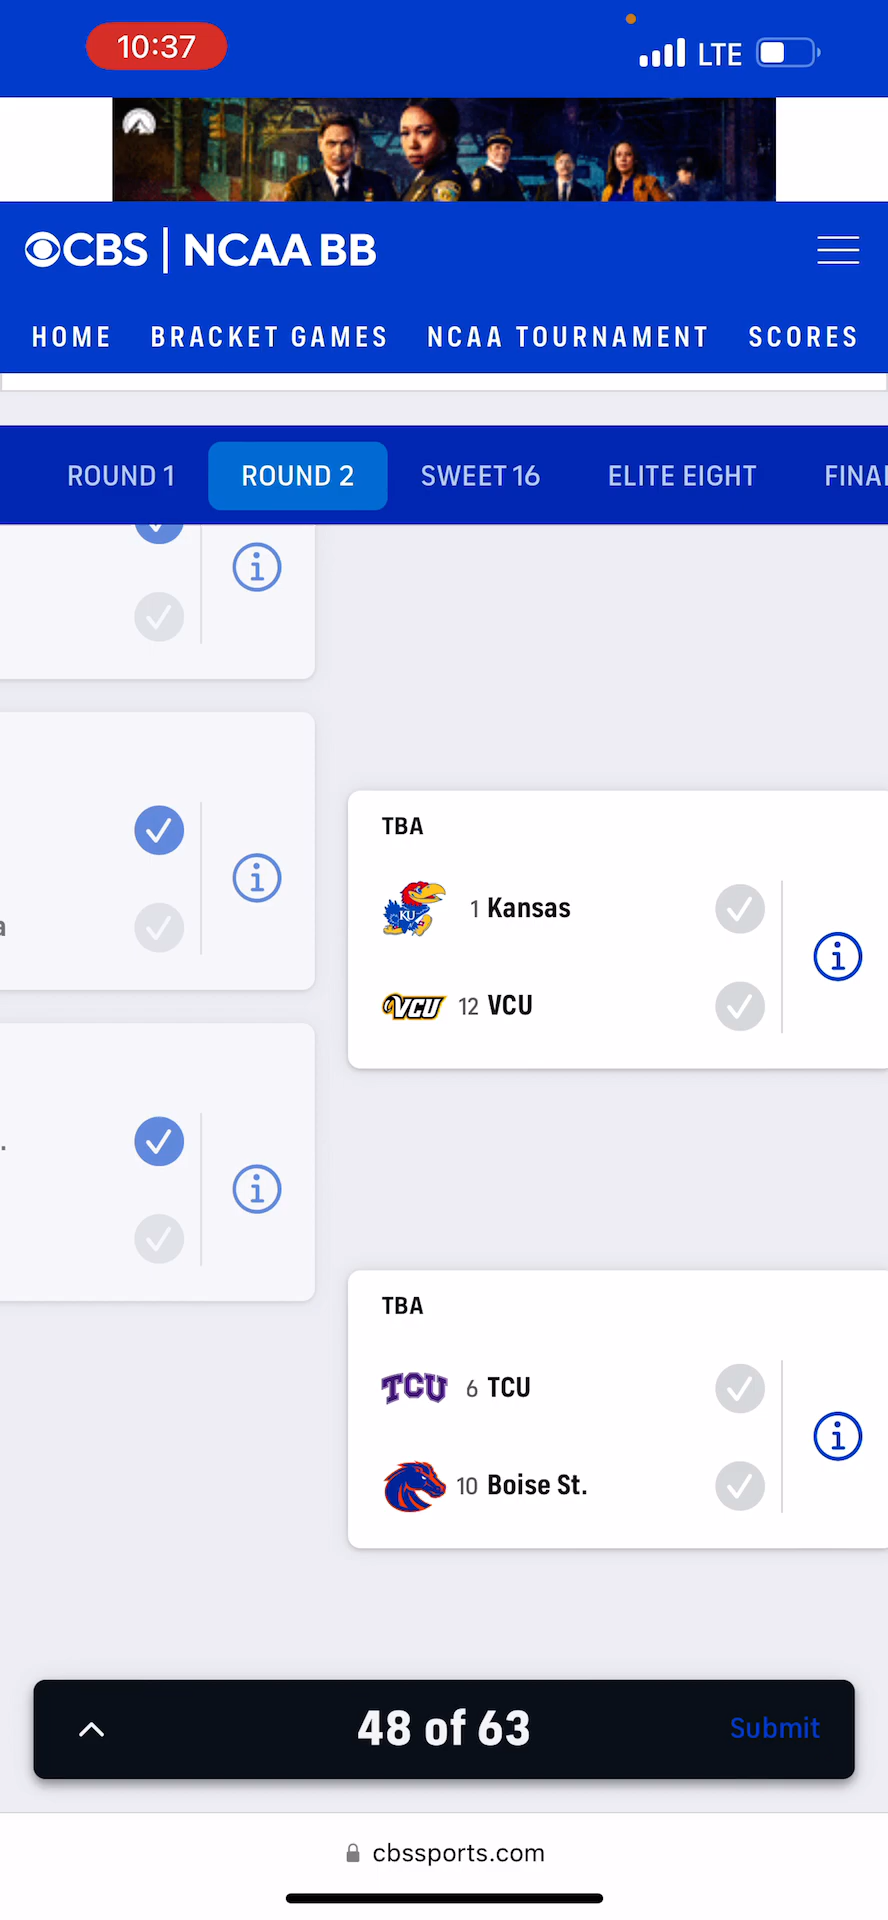 10:37
LTE
CBS | NCAA BB
HOME BRACKET GAMES NCAA TOURNAMENT SCORES
ROUND 1 ROUND 2 SWEET 16 ELITE EIGHT FINAL
TBA
KU 1 Kansas
VCU 12 VCU
TBA
TCU 6 TCU
10 Boise St.
48 of 63 Submit
cbssports.com